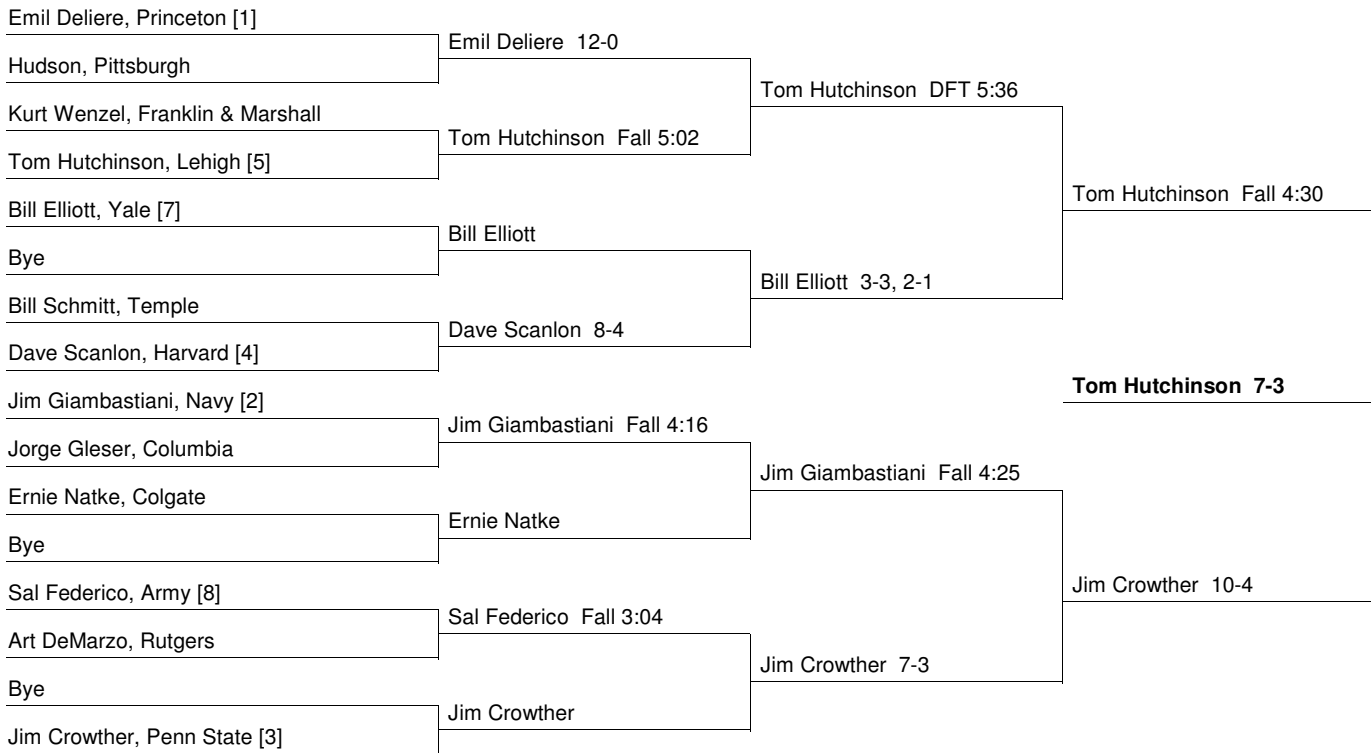 Emil Deliere, Princeton [1]
Hudson, Pittsburgh
Kurt Wenzel, Franklin & Marshall
Tom Hutchinson, Lehigh [5]
Bill Elliott, Yale [7]
Bye
Bill Schmitt, Temple
Dave Scanlon, Harvard [4]
Jim Giambastiani, Navy [2]
Jorge Gleser, Columbia
Ernie Natke, Colgate
Bye
Sal Federico, Army [8]
Art DeMarzo, Rutgers
Bye
Jim Crowther, Penn State [3]
Emil Deliere 12-0
Tom Hutchinson Fall 5:02
Bill Elliott
Dave Scanlon 8-4
Jim Giambastiani Fall 4:16
Ernie Natke
Sal Federico Fall 3:04
Jim Crowther
Tom Hutchinson DFT 5:36
Bill Elliott 3-3, 2-1
Jim Giambastiani Fall 4:25
Jim Crowther 7-3
Tom Hutchinson Fall 4:30
Tom Hutchinson 7-3
Jim Crowther 10-4